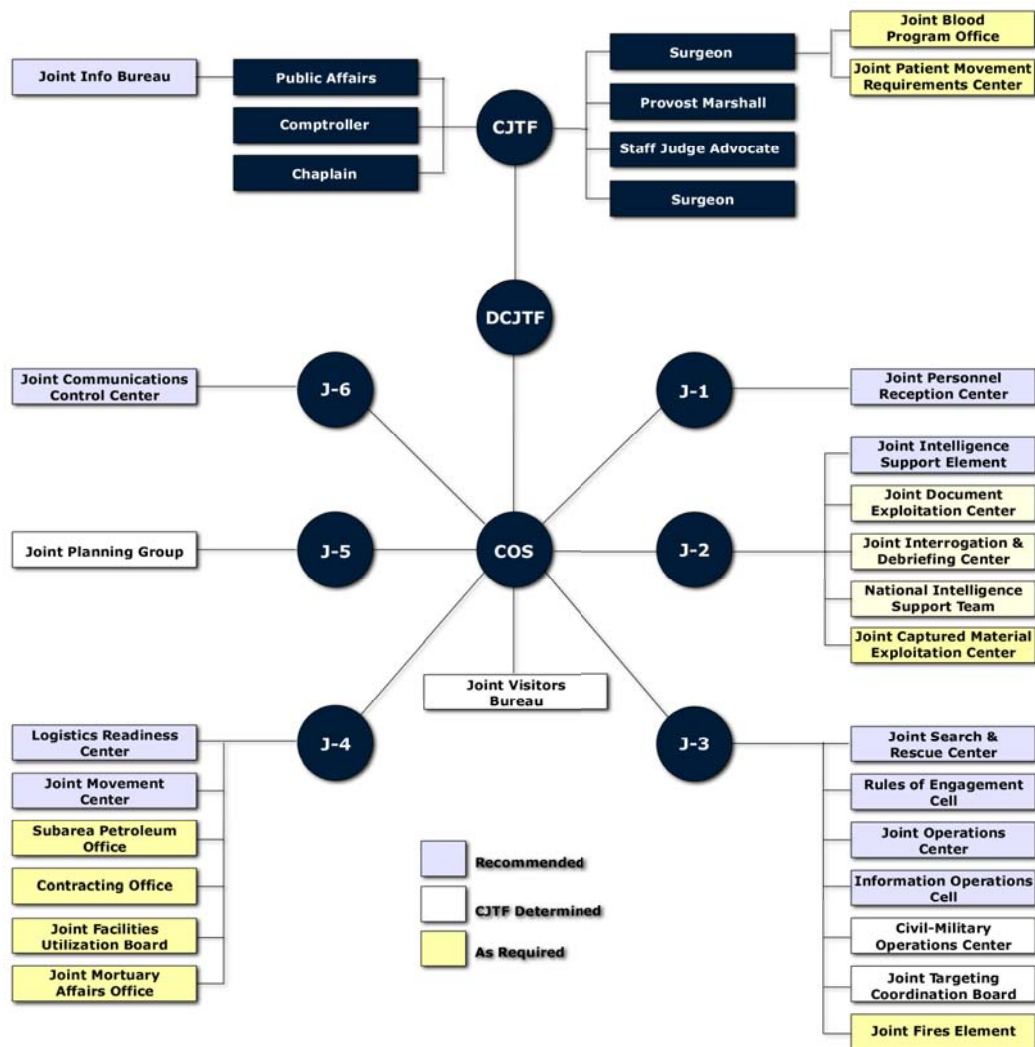 Joint Blood
Program Office
Joint Info Bureau
Public Affairs
Surgeon
Joint Patient Movement
Requirements Center
Comptroller
CJTF
Provost Marshall
Chaplain
Staff Judge Advocate
Surgeon
DCJTF
Joint Communications
Control Center
J-6
J-1
Joint Personnel
Reception Center
Joint Intelligence
Support Element
Joint Document
Exploitation Center
Joint Planning Group
J-5
COS
J-2
Joint Interrogation &
Debriefing Center
National Intelligence
Support Team
Joint Captured Material
Exploitation Center
Joint Visitors
Bureau
Logistics Readiness
Center
J-4
J-3
Joint Search &
Rescue Center
Joint Movement
Center
Rules of Engagement
Cell
Subarea Petroleum
Office
Joint Operations
Center
Contracting Office
Information Operations
Cell
Joint Facilities
Utilization Board
Civil-Military
Operations Center
Joint Mortuary
Affairs Office
Joint Targeting
Coordination Board
Joint Fires Element
Recommended
CJTF Determined
As Required